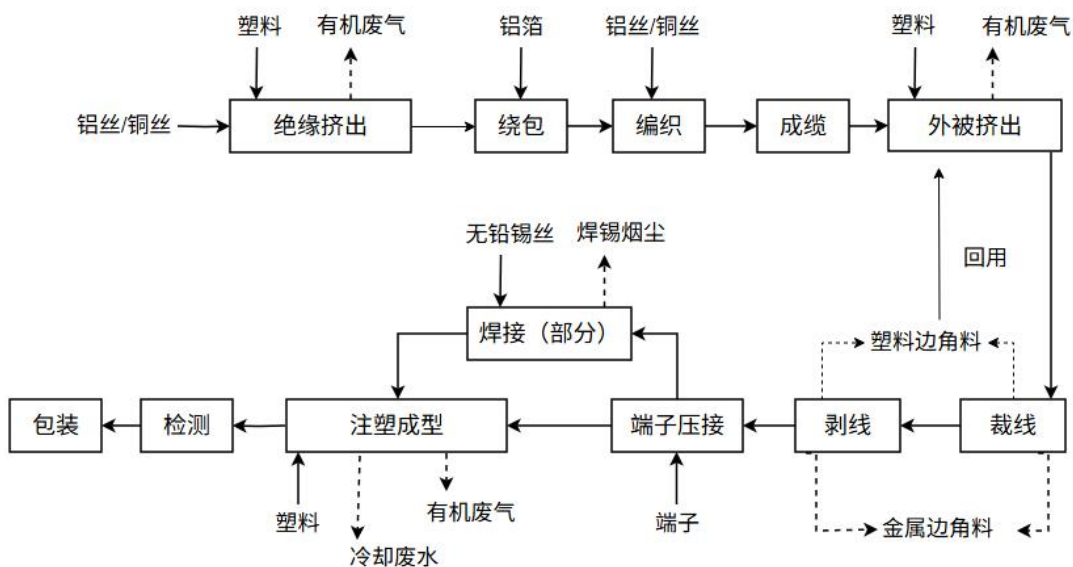 塑料
有机废气
铝箔
铝丝/铜丝
塑料
有机废气
铝丝/铜丝
绝缘挤出
绕包
编织
成缆
外被挤出
无铅锡丝
焊锡烟尘
回用
焊接（部分）
塑料边角料
包装
检测
注塑成型
端子压接
剥线
裁线
塑料
有机废气
端子
金属边角料
冷却废水